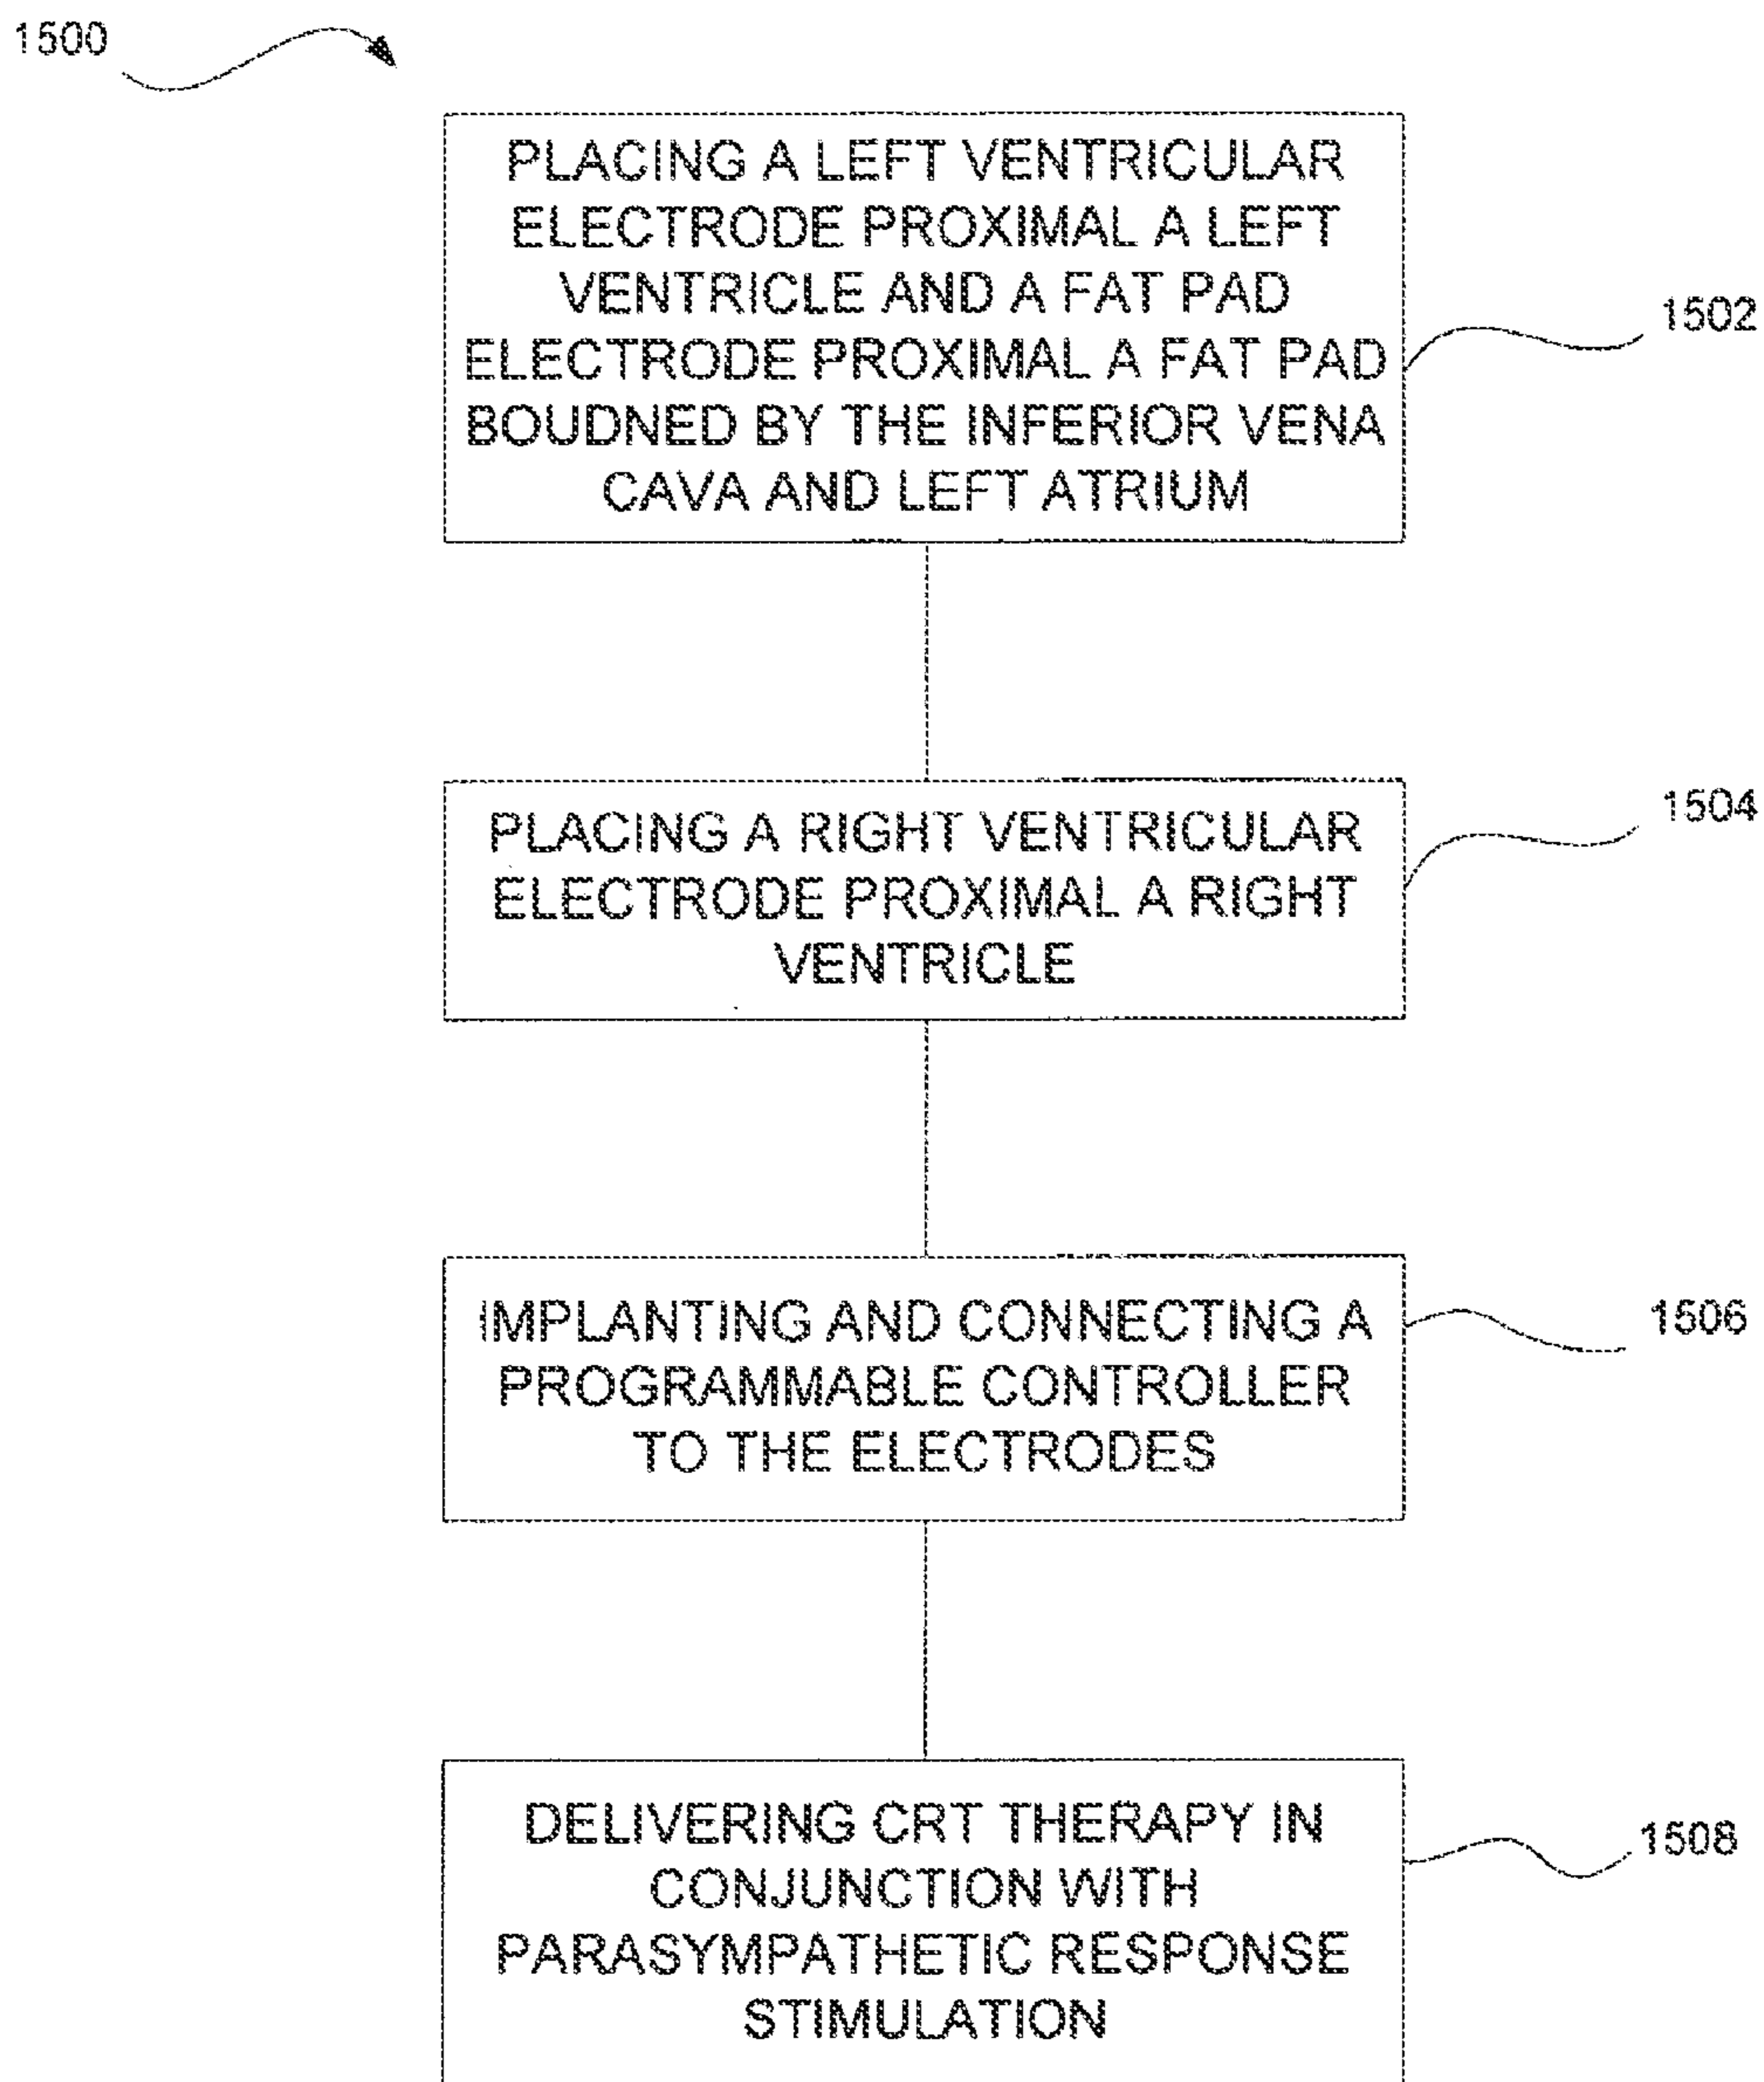 1500
PLACING A LEFT VENTRICULAR
ELECTRODE PROXIMAL A LEFT
VENTRICLE AND A FAT PAD
ELECTRODE PROXIMAL A FAT PAD
BOUDNED BY THE INFERIOR VENA
CAVA AND LEFT ATRIUM
1502
PLACING A RIGHT VENTRICULAR
ELECTRODE PROXIMAL A RIGHT
VENTRICLE
1504
IMPLANTING AND CONNECTING A
PROGRAMMABLE CONTROLLER
TO THE ELECTRODES
1506
DELIVERING CRT THERAPY IN
CONJUNCTION WITH
PARASYMPATHETIC RESPONSE
STIMULATION
1508